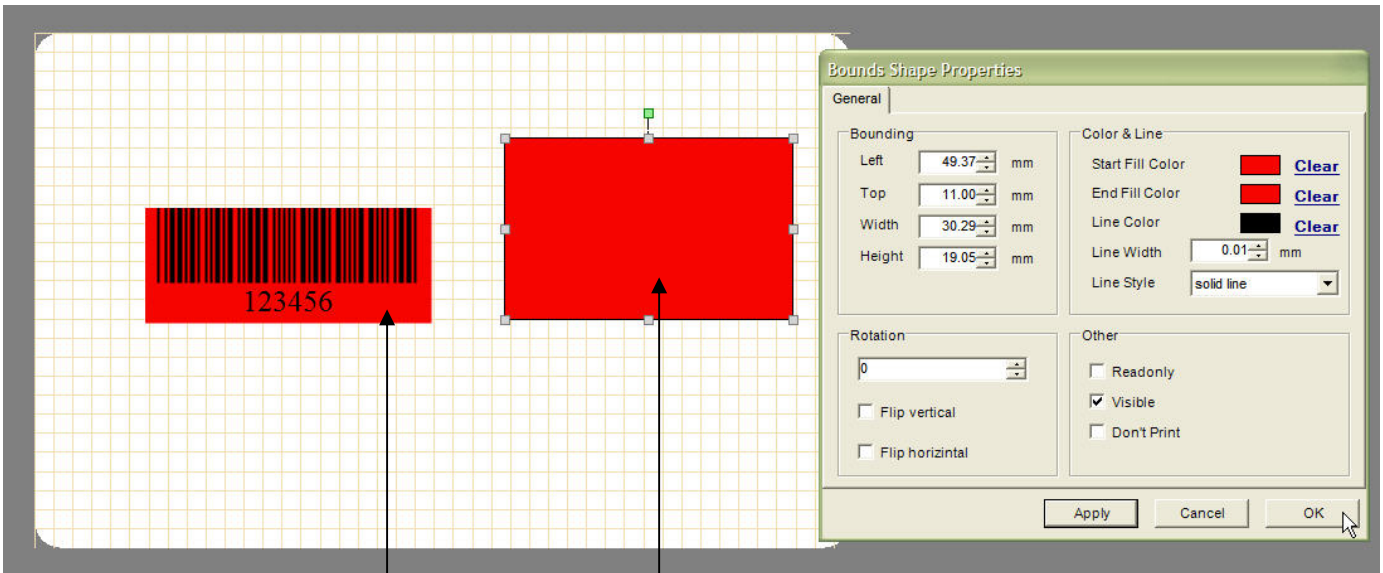 123456
Bounds Shape Properties
General
Bounding
Left 49.37 mm
Top 11.00 mm
Width 30.29 mm
Height 19.05 mm
Color & Line
Start Fill Color Clear
End Fill Color Clear
Line Color Clear
Line Width 0.01 mm
Line Style solid line
Rotation
0
Flip vertical
Flip horizintal
Other
Readonly
Visible
Don't Print
Apply Cancel OK